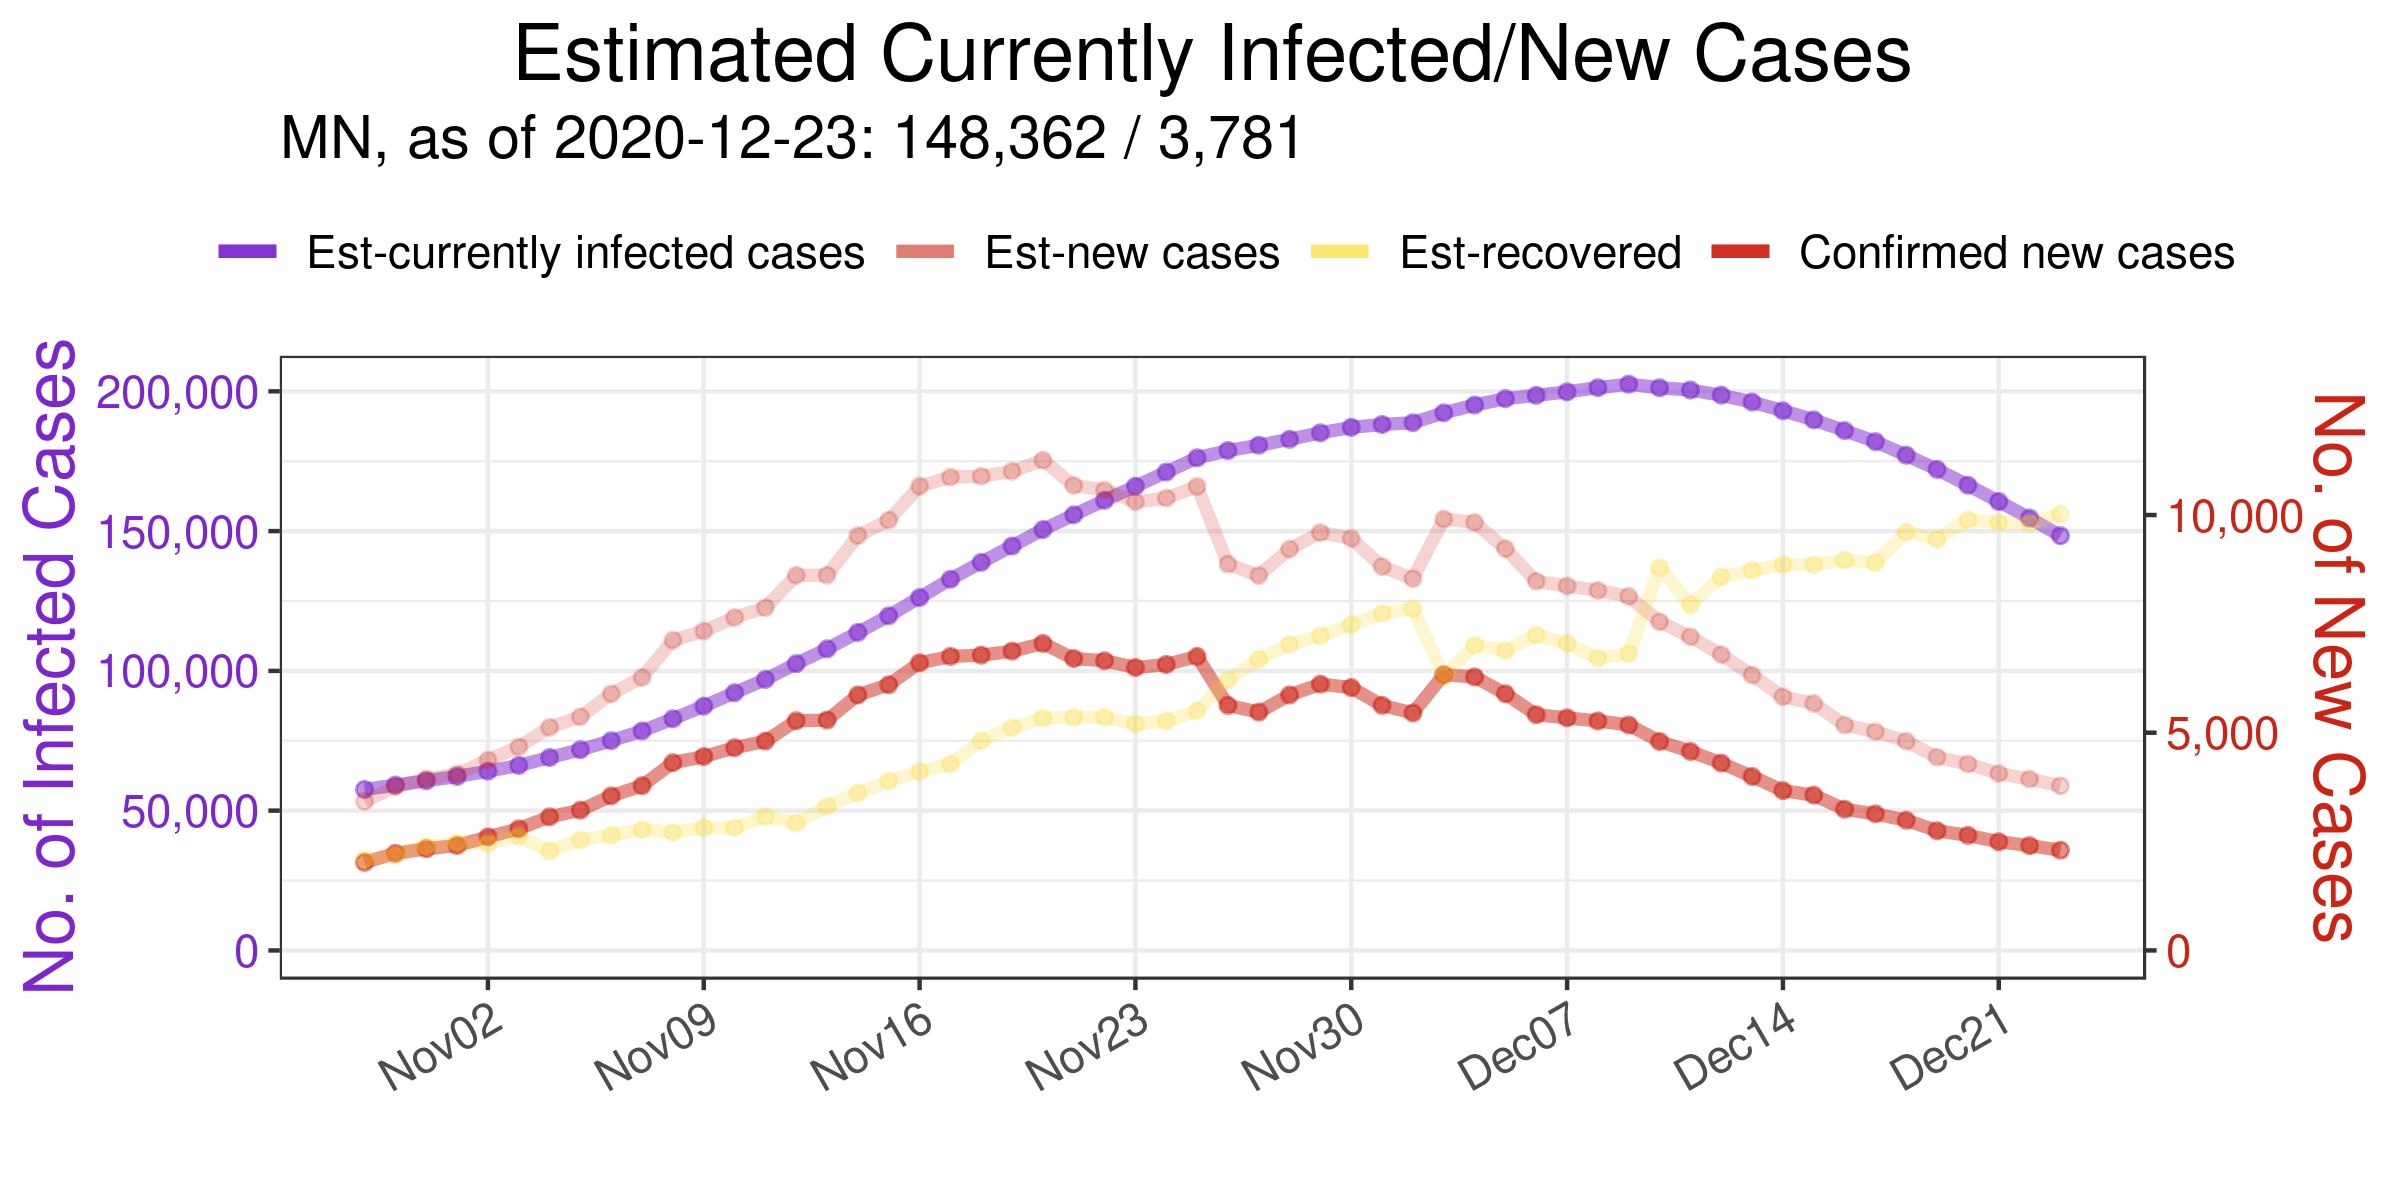 Estimated Currently Infected/New Cases
MN, as of 2020-12-23: 148,362 / 3,781
Est-currently infected cases Est-new cases Est-recovered Confirmed new cases
No. of Infected Cases
200,000
150,000
100,000
50,000
0
10,000
5,000
0
No. of New Cases
Nov02 Nov09 Nov16 Nov23 Nov30 Dec07 Dec14 Dec21